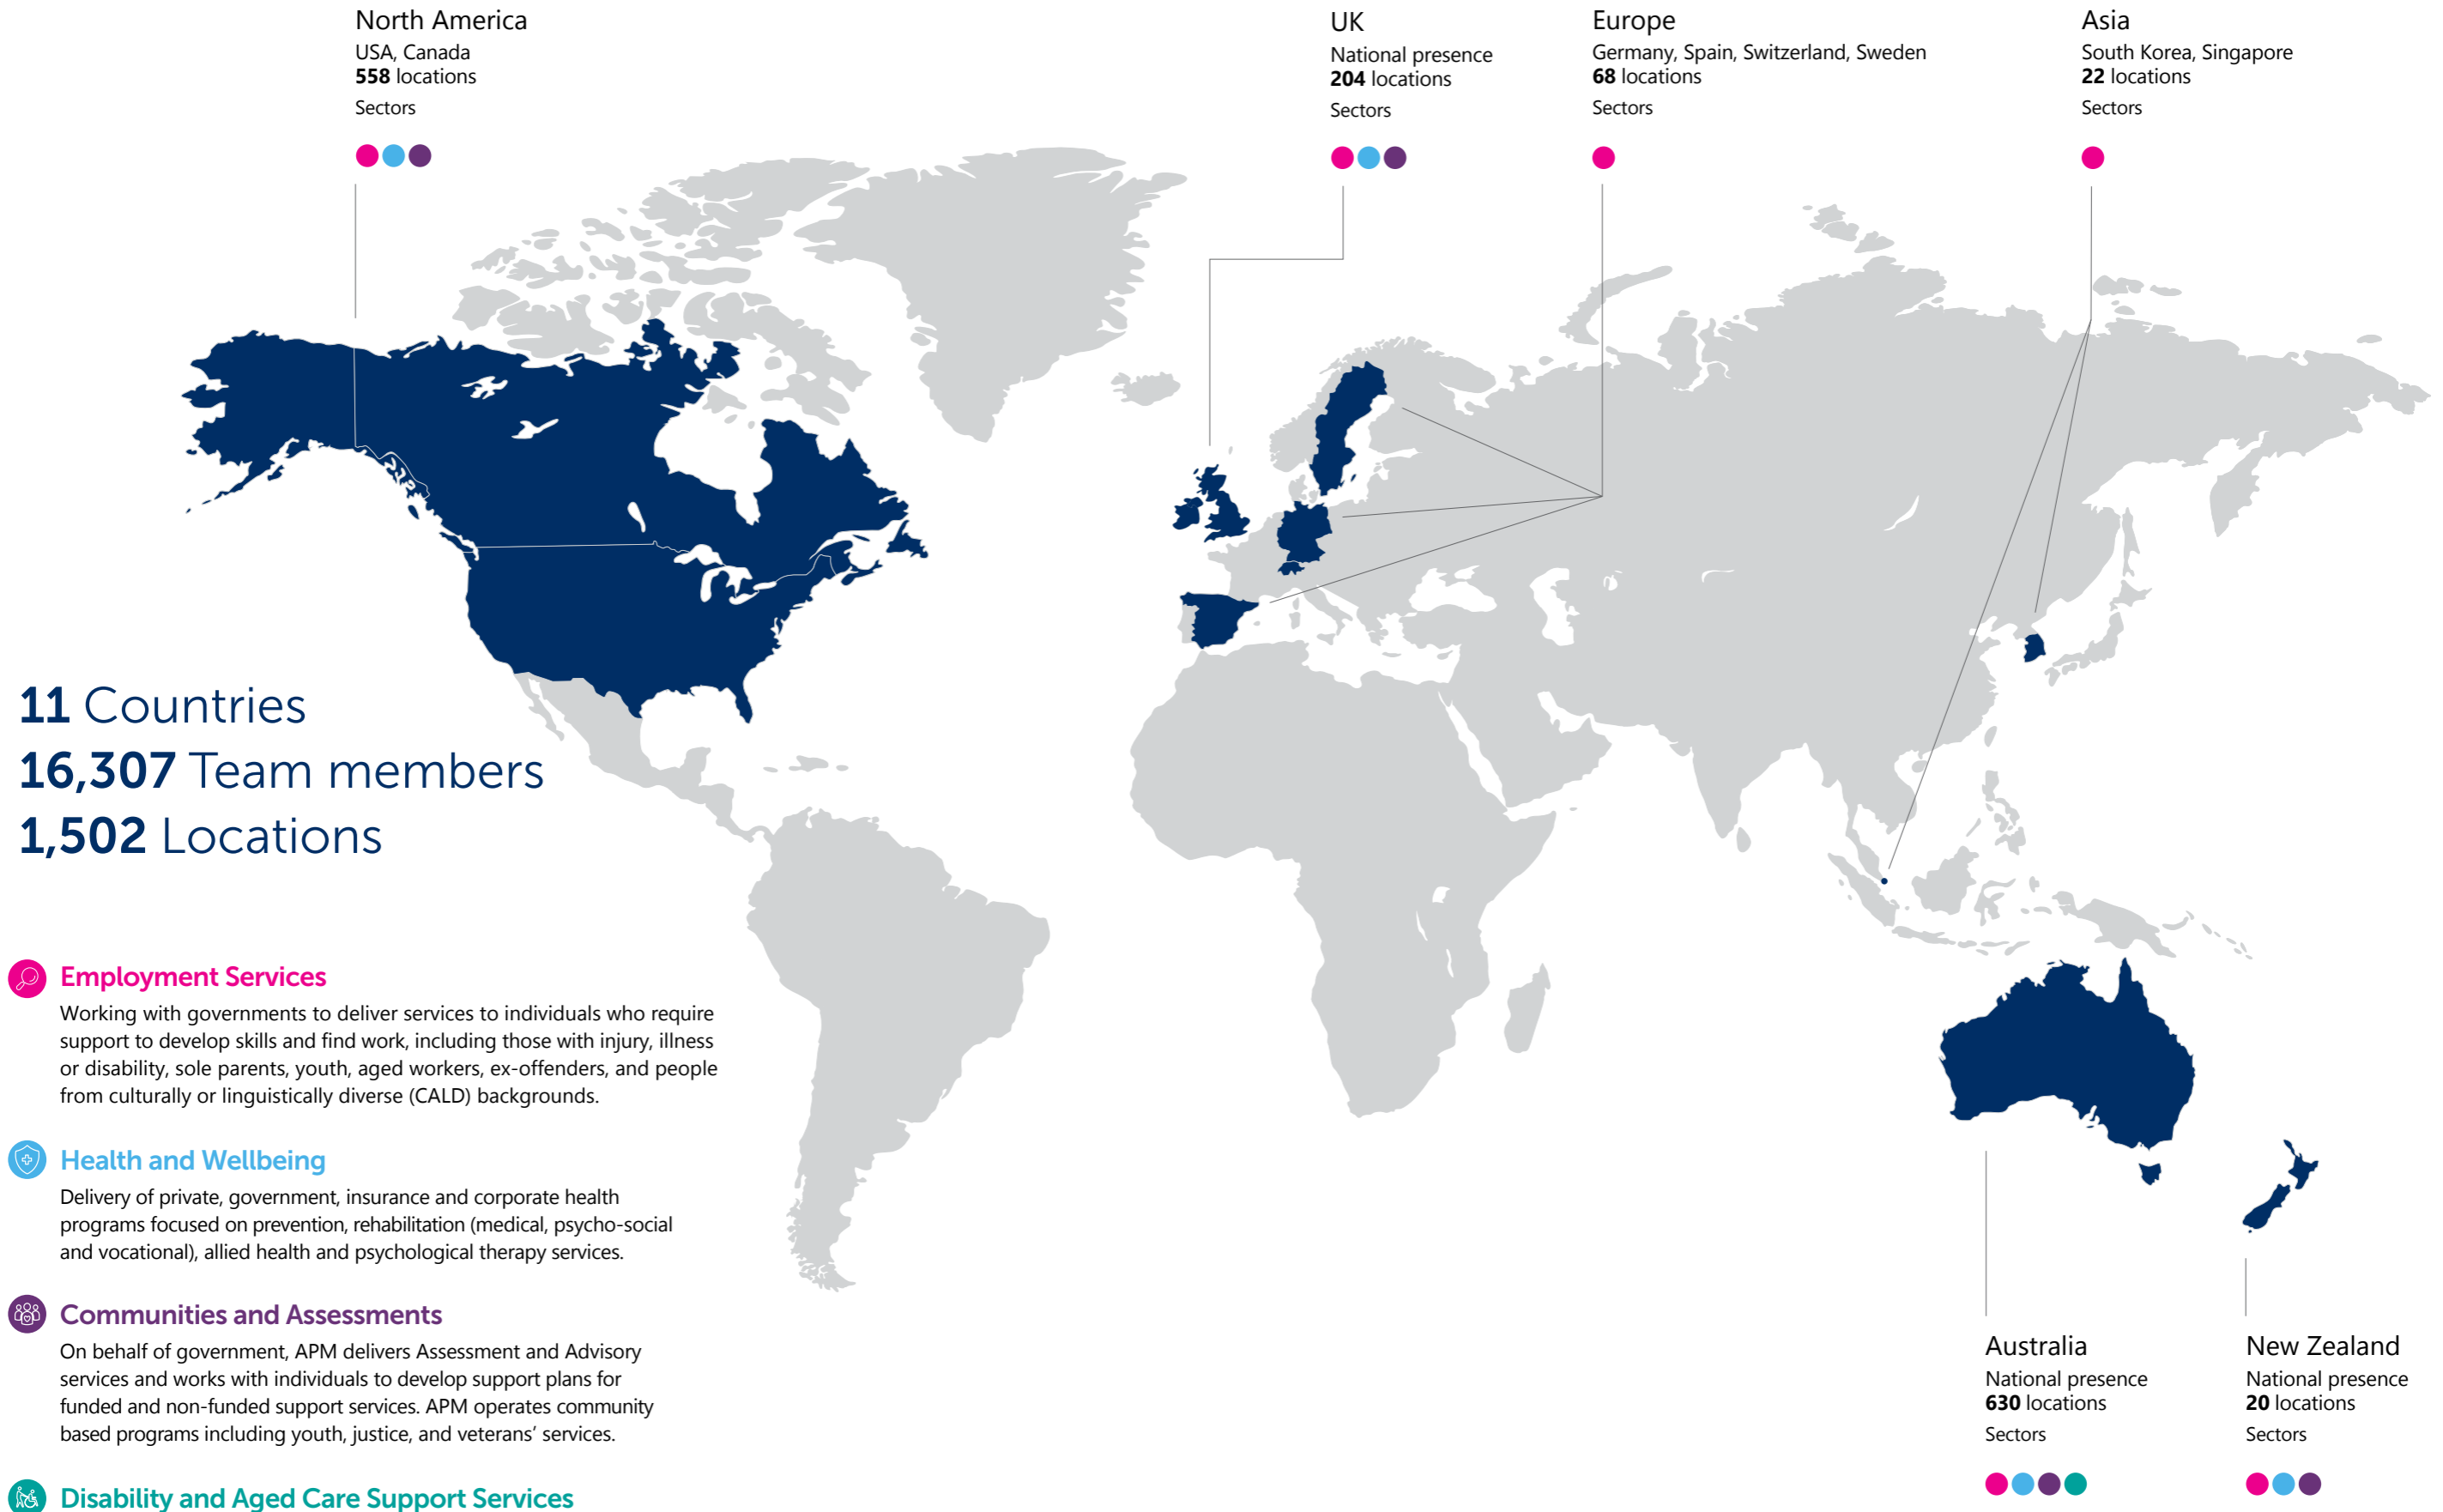 North America
USA, Canada
558 locations
Sectors
UK
National presence
204 locations
Sectors
Europe
Germany, Spain, Switzerland, Sweden
68 locations
Sectors
Asia
South Korea, Singapore
22 locations
Sectors
11 Countries
16,307 Team members
1,502 Locations
Employment Services
Working with governments to deliver services to individuals who require
support to develop skills and find work, including those with injury, illness
or disability, sole parents, youth, aged workers, ex-offenders, and people
from culturally or linguistically diverse (CALD) backgrounds.
Health and Wellbeing
Delivery of private, government, insurance and corporate health
programs focused on prevention, rehabilitation (medical, psycho-social
and vocational), allied health and psychological therapy services.
Communities and Assessments
On behalf of government, APM delivers Assessment and Advisory
services and works with individuals to develop support plans for
funded and non-funded support services. APM operates community
based programs including youth, justice, and veterans’ services.
Disability and Aged Care Support Services
Australia
National presence
630 locations
Sectors
New Zealand
National presence
20 locations
Sectors